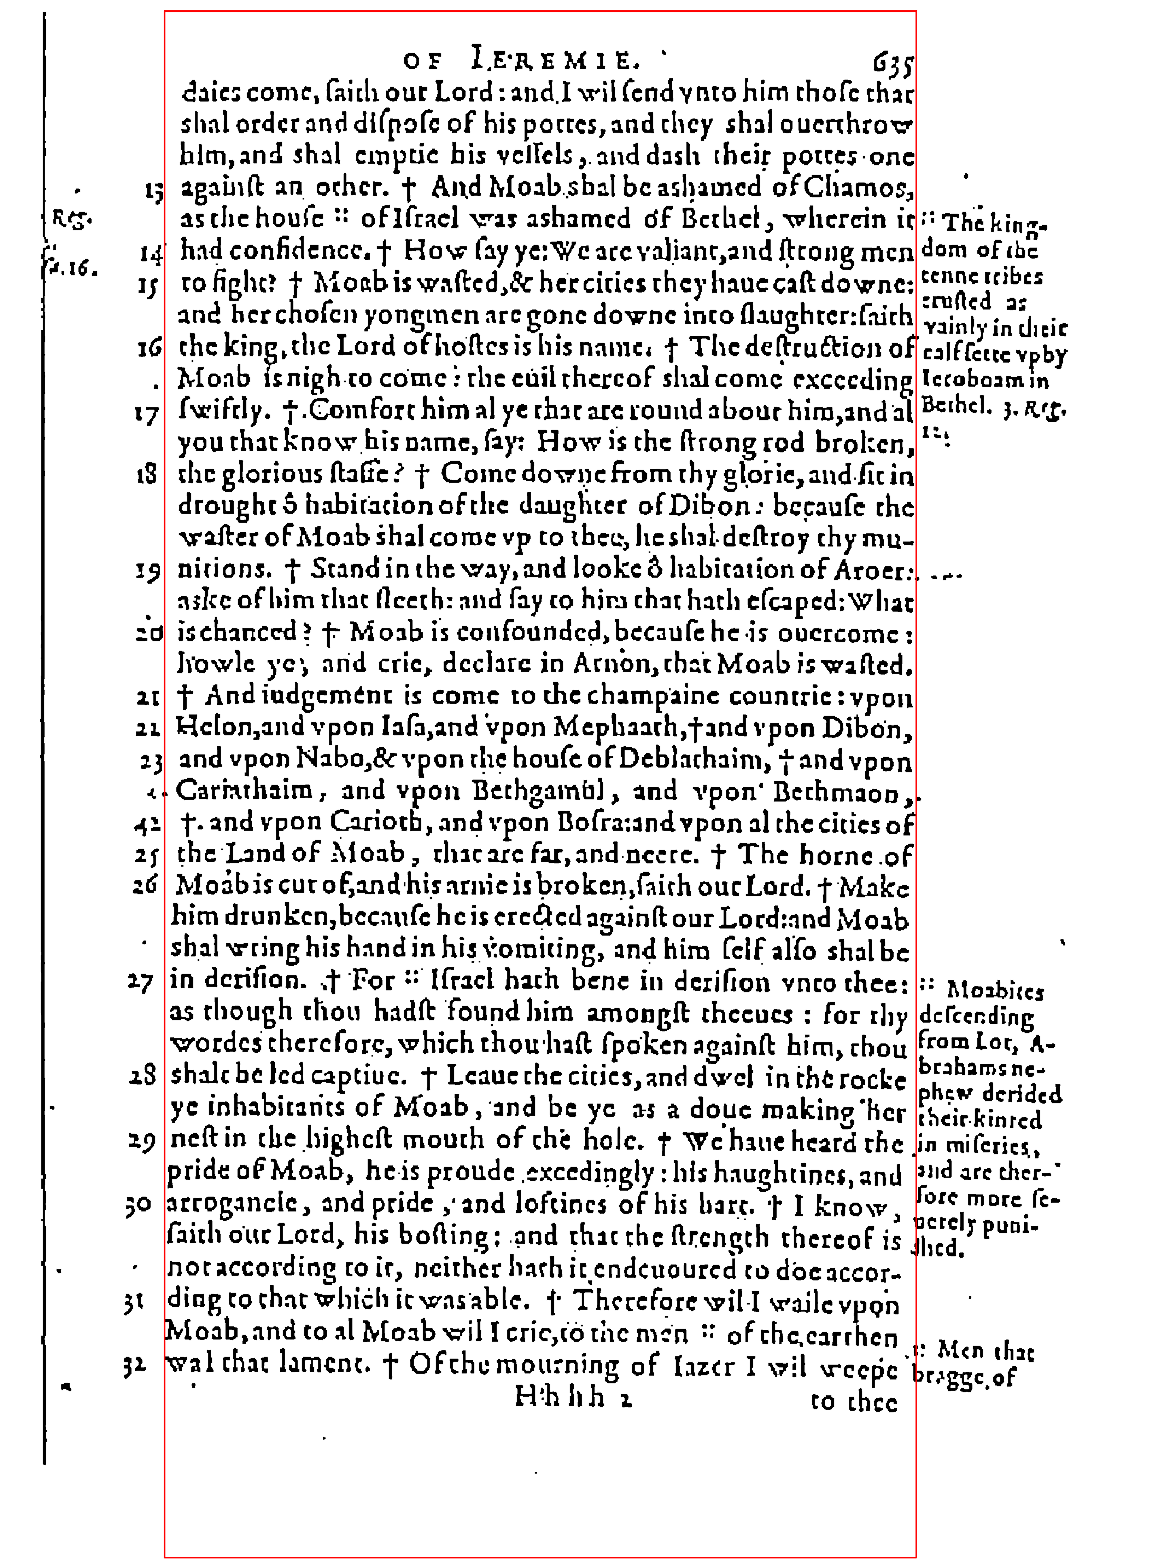 OF IEREMIE. 635
daies come, ſaith our Lord: and I wil ſend vnto him thoſe that
shal order and diſpoſe of his pottes, and they shal ouerthrow
him, and shal emptie his veſſels, and dash their pottes one
13 againſt an other. † And Moab shal be ashamed of Chamos,
as the houſe :: of Iſrael was ashamed of Bethel, wherein it
14 had confidence. † How ſay ye: We are valiant, and ſtrong men
15 to fight? † Moab is waſted, & her cities they haue caſt downe:
and her choſen yongmen are gone downe into ſlaughter: ſaith
16 the king, the Lord of hoſtes is his name. † The deſtruction of
Moab is nigh to come: the euil thereof shal come exceeding
17 ſwiftly. † Comfort him al ye that are round about him, and al
you that know his name, ſay: How is the ſtrong rod broken,
18 the glorious ſtaffe? † Come downe from thy glorie, and ſit in
drought ô habitation of the daughter of Dibon: becauſe the
waſter of Moab shal come vp to thee, he shal deſtroy thy mu-
19 nitions. † Stand in the way, and looke ô habitation of Aroer:
aske of him that fleeth: and ſay to him that hath eſcaped: What
20 is chanced? † Moab is confounded, becauſe he is ouercome:
howle ye, and crie, declare in Arnon, that Moab is waſted.
21 † And iudgement is come to the champaine countrie: vpon
22 Helon, and vpon Iaſa, and vpon Mephaath, † and vpon Dibon,
23 and vpon Nabo, & vpon the houſe of Deblathaim, † and vpon
Cariathaim, and vpon Bethgamul, and vpon Bethmaon,
42 †. and vpon Carioth, and vpon Boſra: and vpon al the cities of
25 the Land of Moab, that are far, and neere. † The horne of
26 Moab is cut of, and his arme is broken, ſaith our Lord. † Make
him drunken, becauſe he is erected againſt our Lord: and Moab
shal wring his hand in his vomiting, and him ſelf alſo shal be
27 in deriſion. † For :: Iſrael hath bene in deriſion vnto thee:
as though thou hadſt found him amongſt theeues : for thy
wordes therefore, which thou haſt ſpoken againſt him, thou
28 shalt be led captiue. † Leaue the cities, and dwel in the rocke
ye inhabitants of Moab, and be ye as a doue making her
29 neſt in the higheſt mouth of the hole. † We haue heard the
pride of Moab, he is proude exceedingly: his haughtines, and
30 arrogancie, and pride, and loftines of his hart. † I know,
ſaith our Lord, his boſting: and that the ſtrength thereof is
not according to it, neither hath it endeuoured to doe accor-
31 ding to that which it was able. † Therefore wil I waile vpon
Moab, and to al Moab wil I crie, to the men :: of the earthen
32 wal that lament. † Of the mourning of Iazer I wil weepe
Hhhh 2 to thee
Reg.
16.
:: The king-
dom of the
tenne tribes
truſted as
vainly in their
calf ſette vp by
Ieroboam in
Bethel. 3. Reg.
12.
:: Moabites
deſcending
from Lot, A-
brahams ne-
phew derided
their kinred
in miſeries,
and are ther-
fore more ſe-
uerely puni-
shed.
:: Men that
bragge of